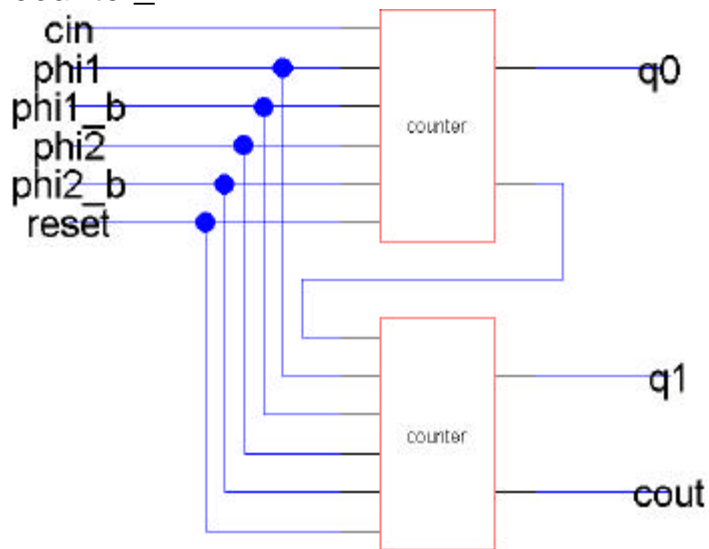 cin
phi1
phi1_b
phi2
phi2_b
reset
counter
q0
counter
q1
cout